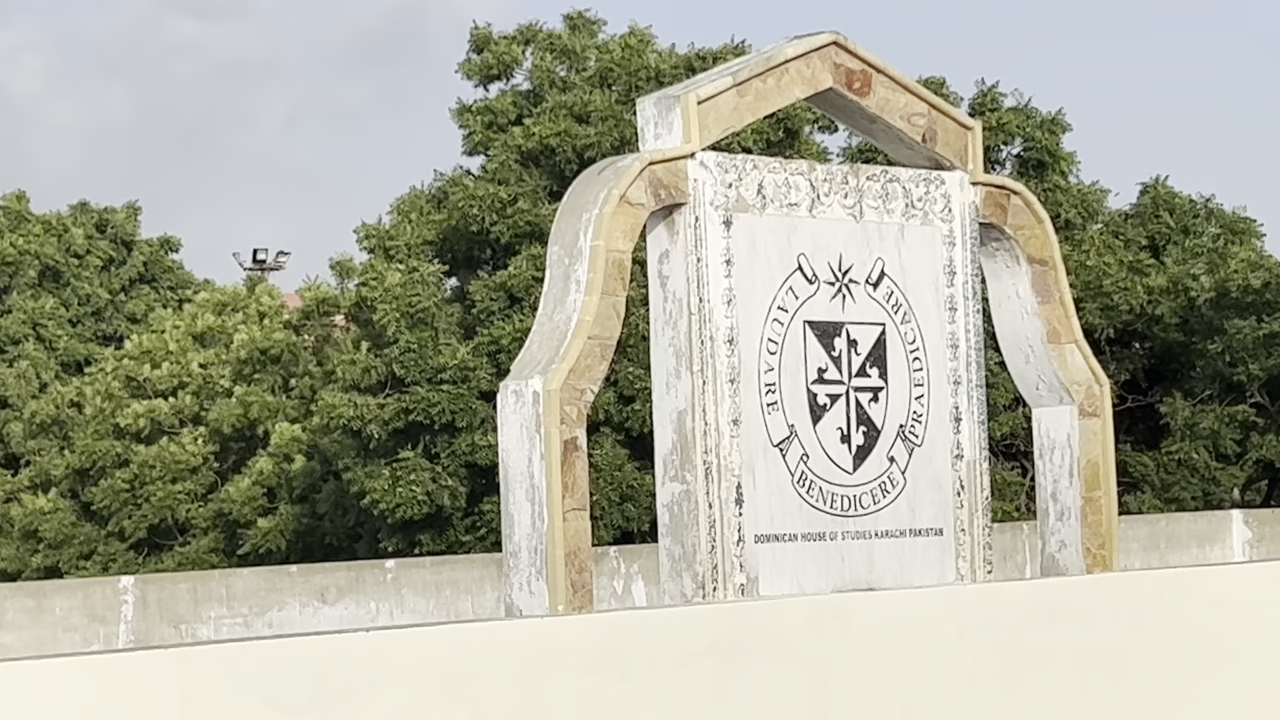 LAUDARE
BENEDICERE
PRAEDICARE
DOMINICAN HOUSE OF STUDIES KARACHI PAKISTAN